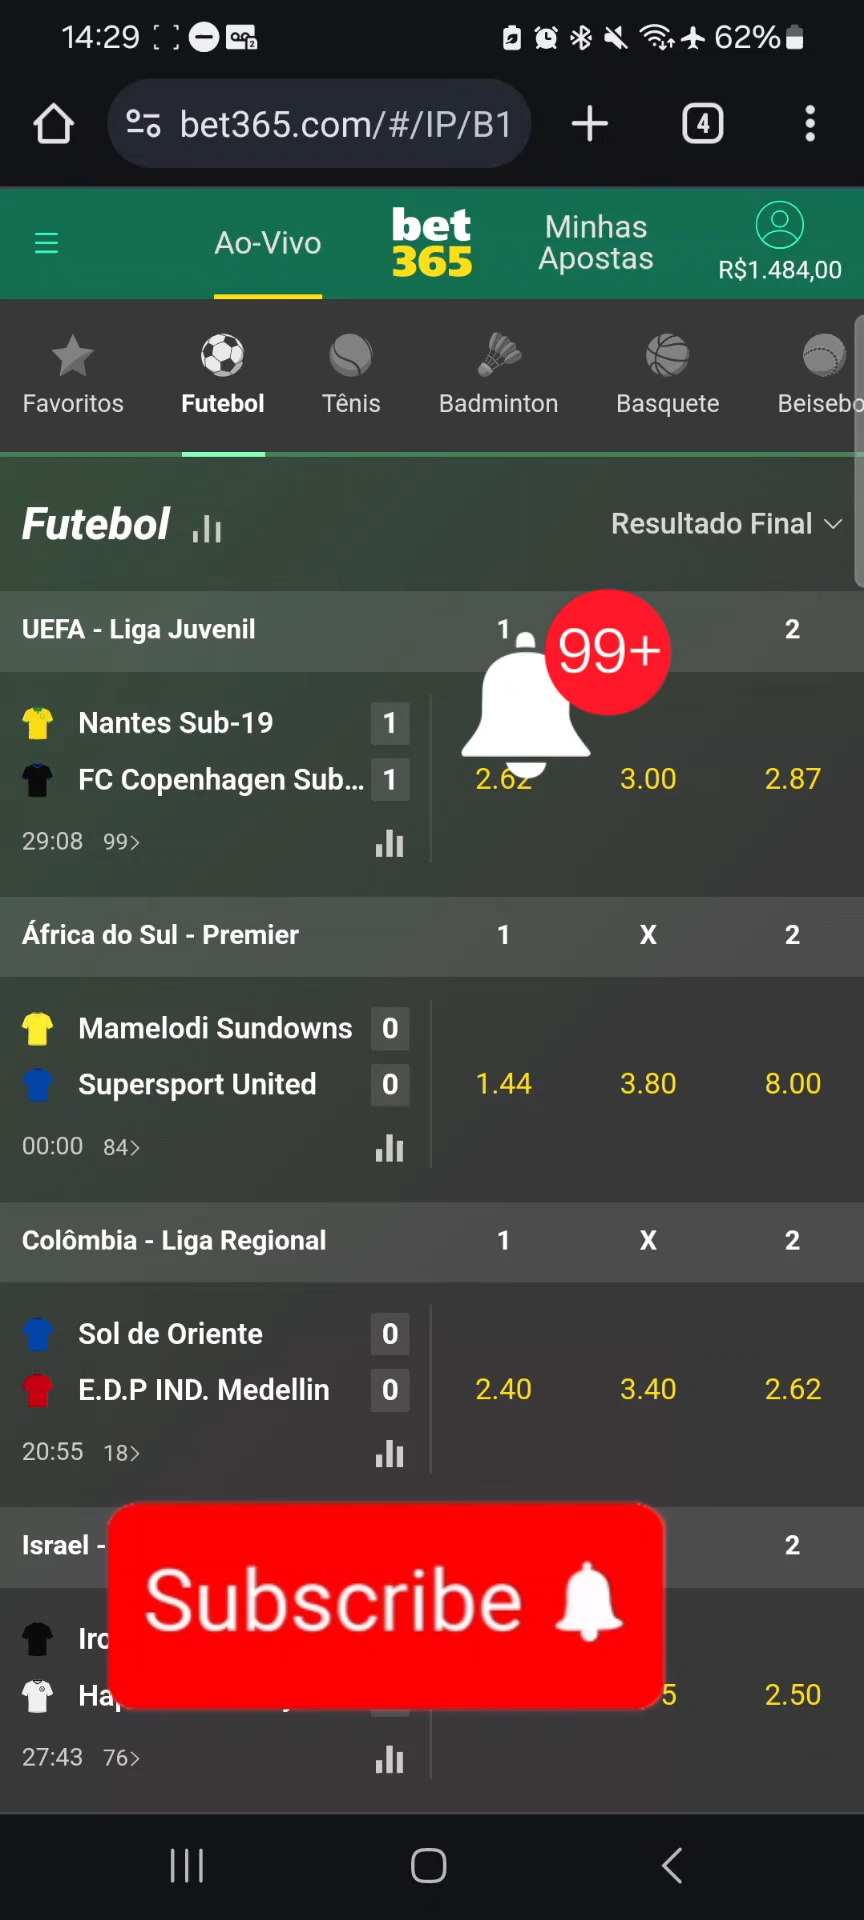 14:29 62%
bet365.com/#/IP/B1 4
Ao-Vivo bet365 Minhas Apostas R$1.484,00
Favoritos Futebol Tênis Badminton Basquete Beisebo
Futebol Resultado Final
UEFA - Liga Juvenil 1 2
99+
Nantes Sub-19 1
FC Copenhagen Sub... 1 2.62 3.00 2.87
29:08 99>
África do Sul - Premier 1 X 2
Mamelodi Sundowns 0
Supersport United 0 1.44 3.80 8.00
00:00 84>
Colômbia - Liga Regional 1 X 2
Sol de Oriente 0
E.D.P IND. Medellin 0 2.40 3.40 2.62
20:55 18>
Israel - 2
Subscribe
2.50
27:43 76>